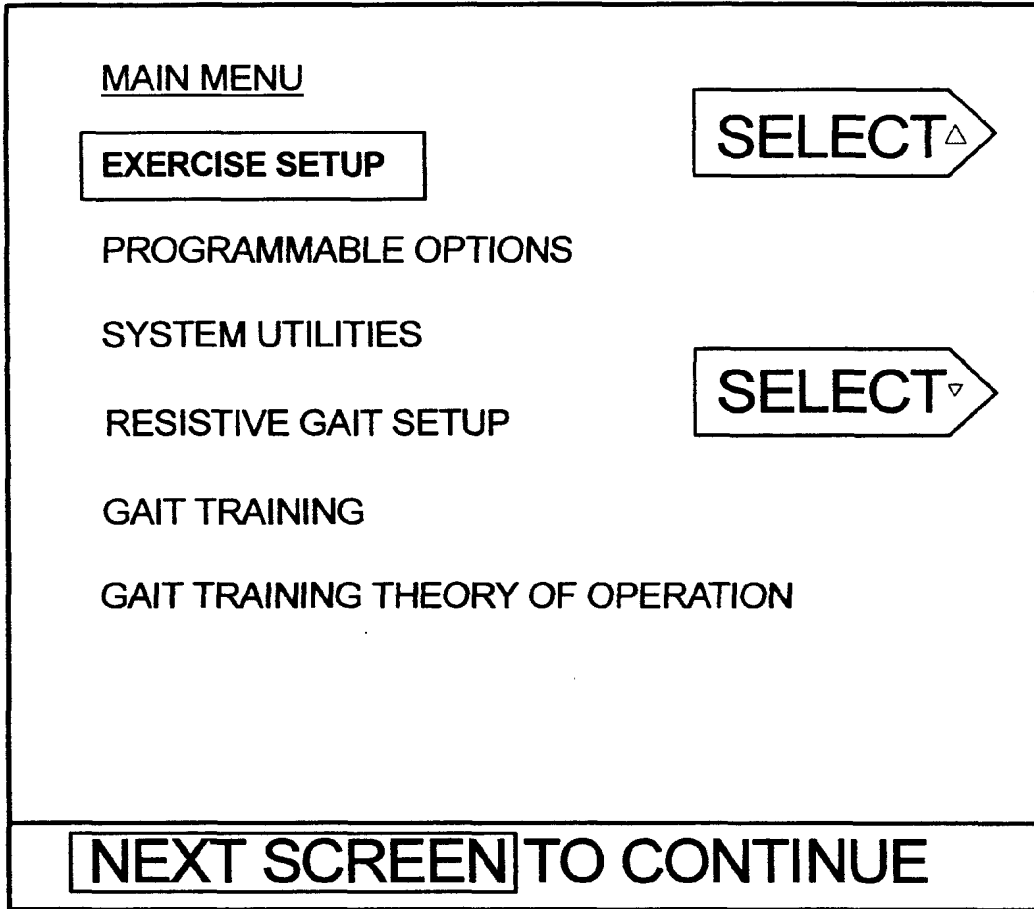 MAIN MENU
EXERCISE SETUP
SELECT△
PROGRAMMABLE OPTIONS
SYSTEM UTILITIES
SELECT▽
RESISTIVE GAIT SETUP
GAIT TRAINING
GAIT TRAINING THEORY OF OPERATION
NEXT SCREEN TO CONTINUE